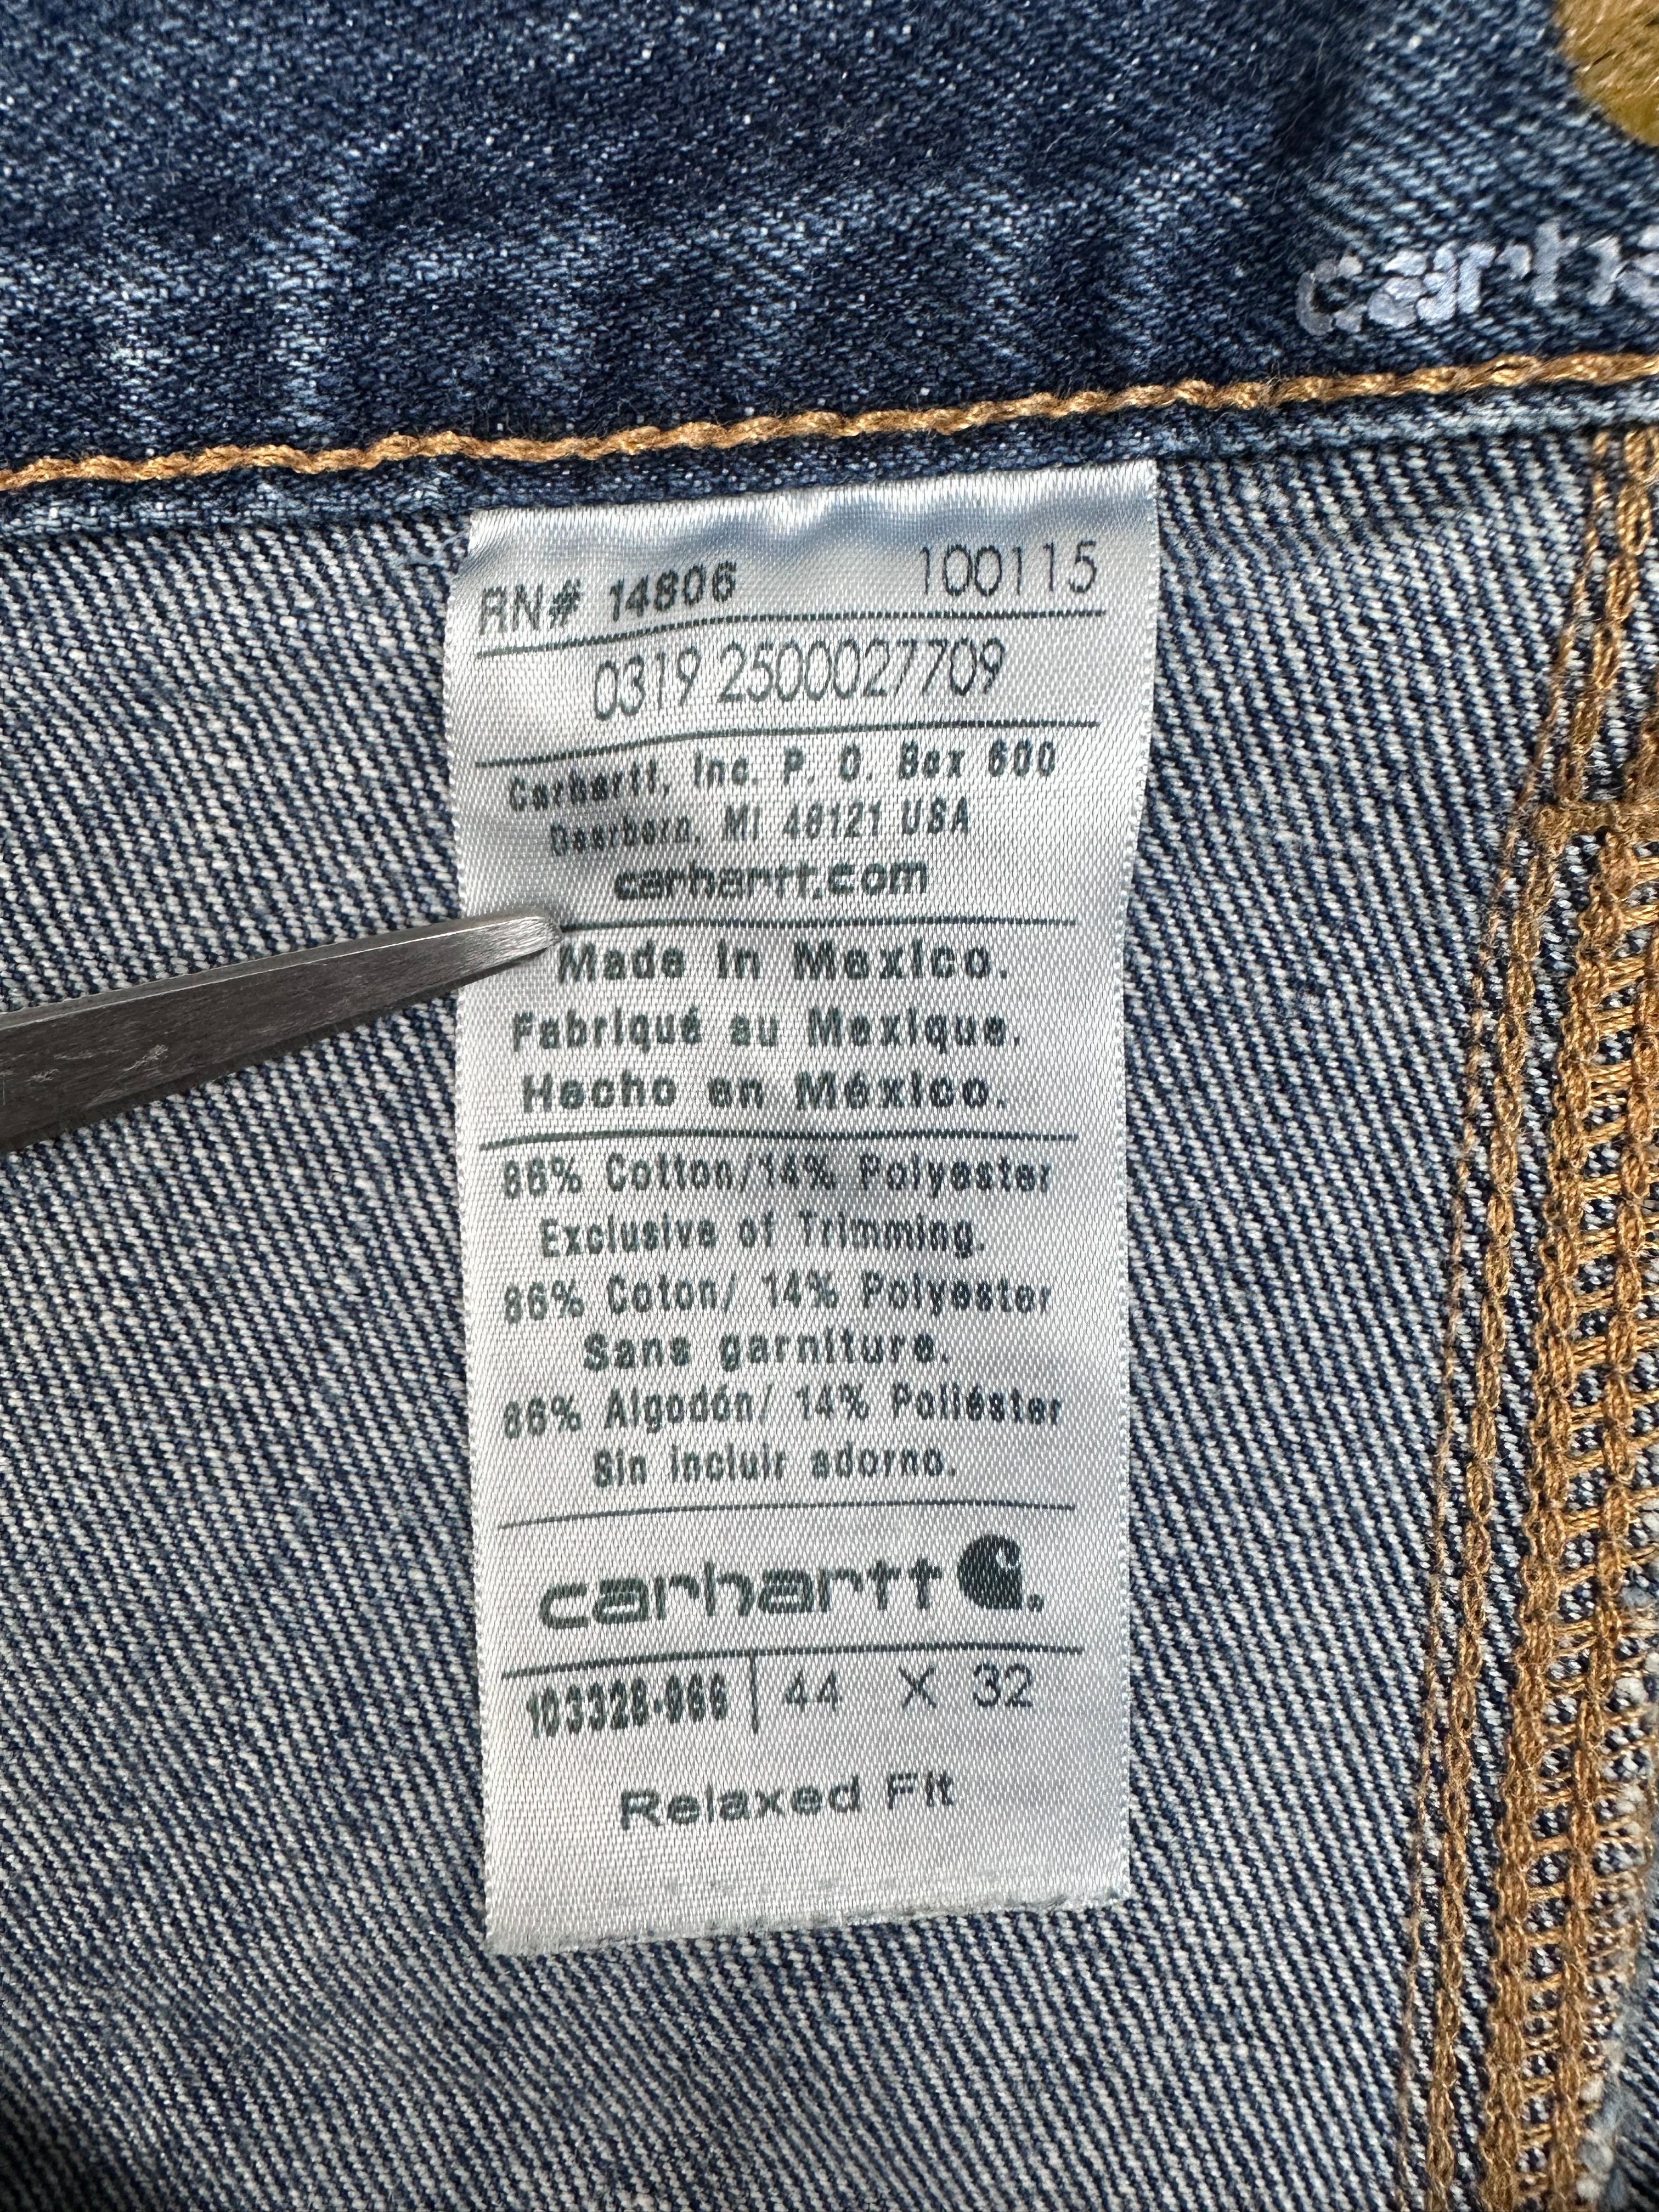 carha
RN# 14806 100115
0319 2500027709
Carhartt, Inc. P. O. Box 600
Dearborn, MI 48121 USA
carhartt.com
Made in Mexico.
Fabriqué au Mexique.
Hecho en México.
86% Cotton/14% Polyester
Exclusive of Trimming.
86% Coton/ 14% Polyester
Sans garniture.
86% Algodón/ 14% Poliéster
Sin incluir adorno.
carhartt
103328-966 44 X 32
Relaxed Fit